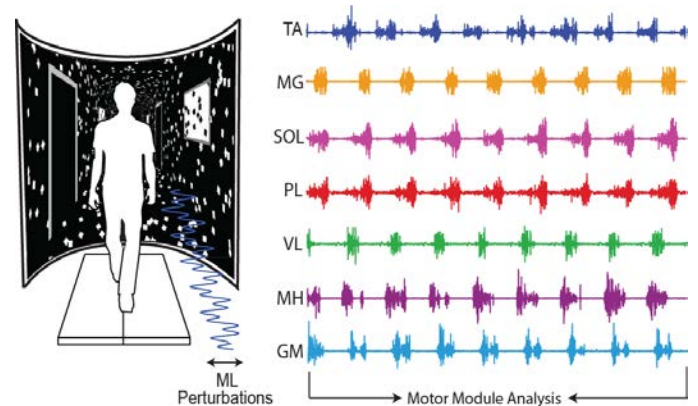 TA
MG
SOL
PL
VL
MH
GM
ML
Perturbations
Motor Module Analysis